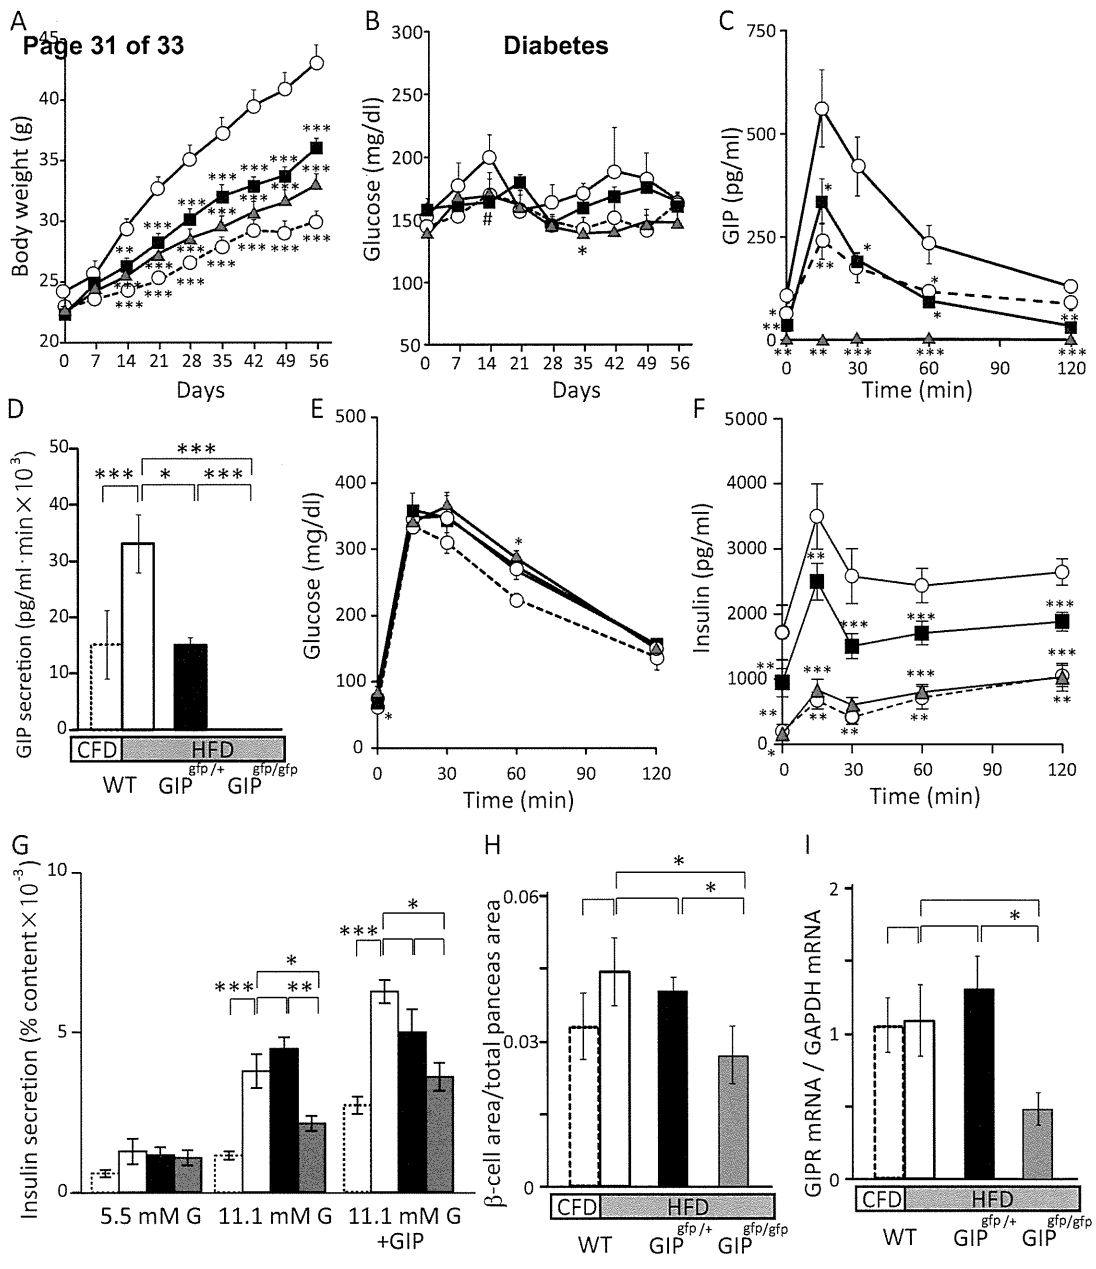 A
B
C
Page 31 of 33
Diabetes
45
40
35
30
25
20
Body weight (g)
0 7 14 21 28 35 42 49 56
Days
*** *** *** *** *** *** *** ** *** *** *** *** *** *** *** *** *** *** *** *** ***
300
250
200
150
100
50
Glucose (mg/dl)
#
*
0 7 14 21 28 35 42 49 56
Days
750
500
250
0
GIP (pg/ml)
* ** * ** * * * ** ** ** *** *** ***
0 30 60 90 120
Time (min)
D
E
F
50
40
30
20
10
0
GIP secretion (pg/ml·min×10³)
***
*** * ***
CFD HFD
WT GIP gfp/+ GIP gfp/gfp
500
400
300
200
100
0
Glucose (mg/dl)
*
*
0 30 60 90 120
Time (min)
5000
4000
3000
2000
1000
0
Insulin (pg/ml)
** *** *** *** ** *** *** *** ** ** ** ** ** *
0 30 60 90 120
Time (min)
G
H
I
10
5
0
Insulin secretion (% content×10⁻³)
*** * **
*** *
5.5 mM G 11.1 mM G 11.1 mM G
+GIP
0.06
0.03
0
β-cell area/total panceas area
*
*
CFD HFD
WT GIP gfp/+ GIP gfp/gfp
2
1
0
GIPR mRNA / GAPDH mRNA
*
CFD HFD
WT GIP gfp/+ GIP gfp/gfp